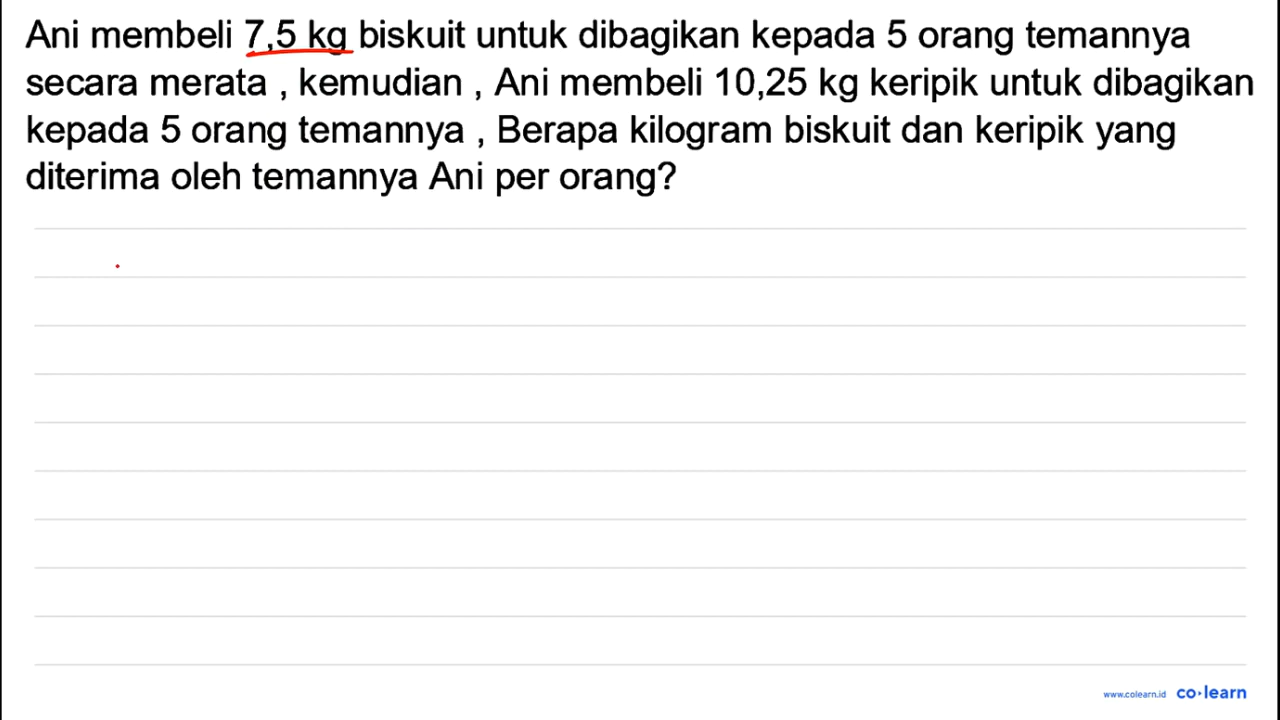 Ani membeli 7,5 kg biskuit untuk dibagikan kepada 5 orang temannya
secara merata , kemudian , Ani membeli 10,25 kg keripik untuk dibagikan
kepada 5 orang temannya , Berapa kilogram biskuit dan keripik yang
diterima oleh temannya Ani per orang?
www.colearn.id co·learn